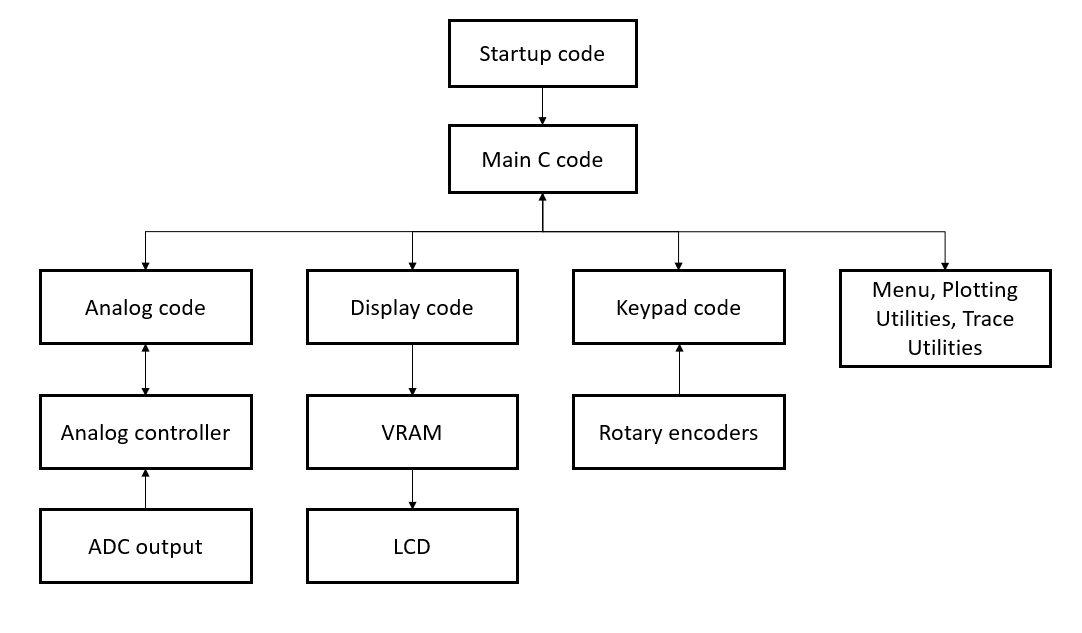 Startup code
Main C code
Analog code
Display code
Keypad code
Menu, Plotting
Utilities, Trace
Utilities
Analog controller
VRAM
Rotary encoders
ADC output
LCD